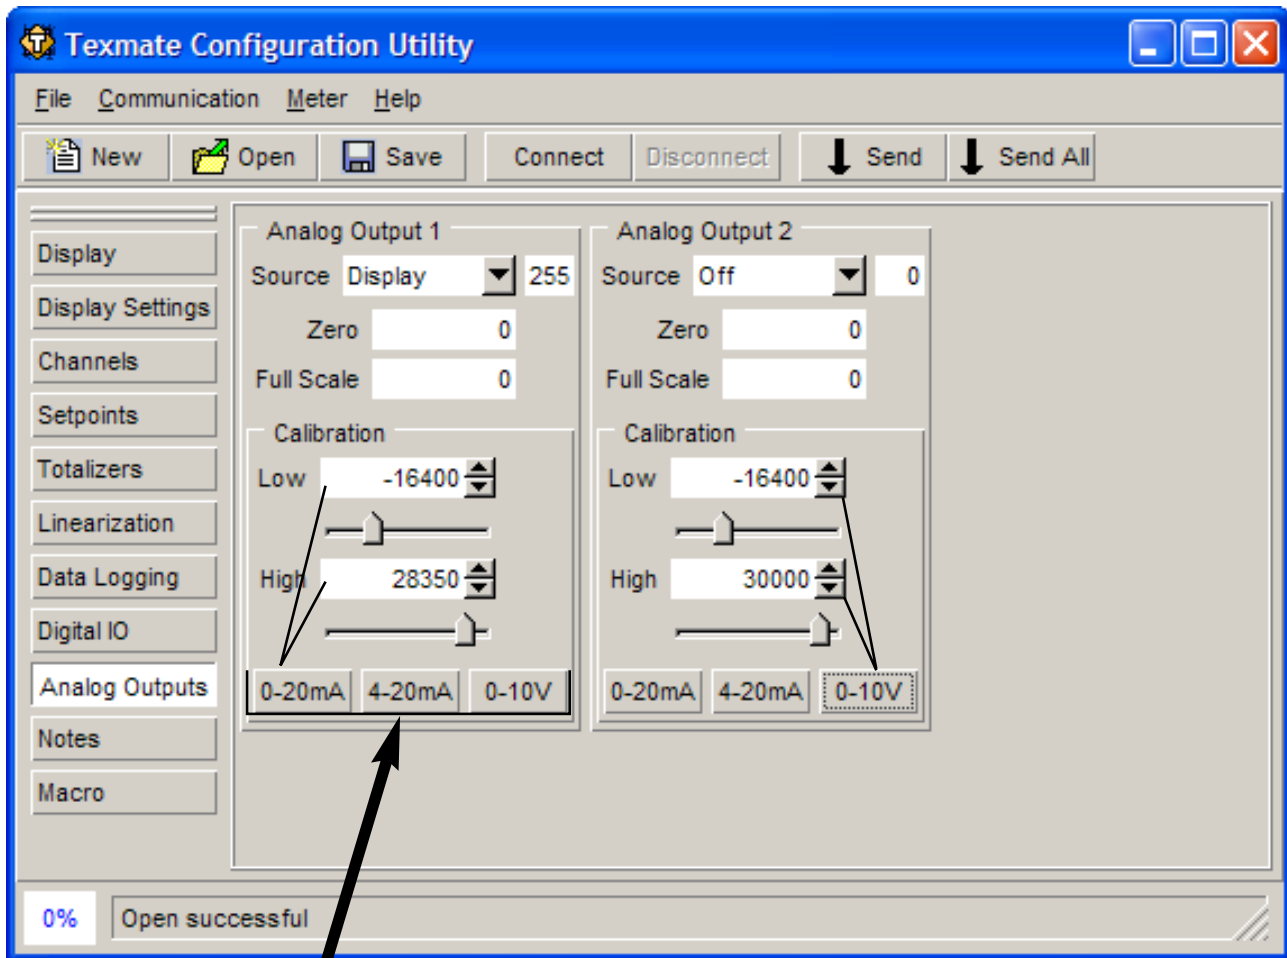 Texmate Configuration Utility
File Communication Meter Help
New Open Save Connect Disconnect Send Send All
Display
Display Settings
Channels
Setpoints
Totalizers
Linearization
Data Logging
Digital IO
Analog Outputs
Notes
Macro
Analog Output 1
Source Display 255
Zero 0
Full Scale 0
Calibration
Low -16400
High 28350
0-20mA 4-20mA 0-10V
Analog Output 2
Source Off 0
Zero 0
Full Scale 0
Calibration
Low -16400
High 30000
0-20mA 4-20mA 0-10V
0% Open successful